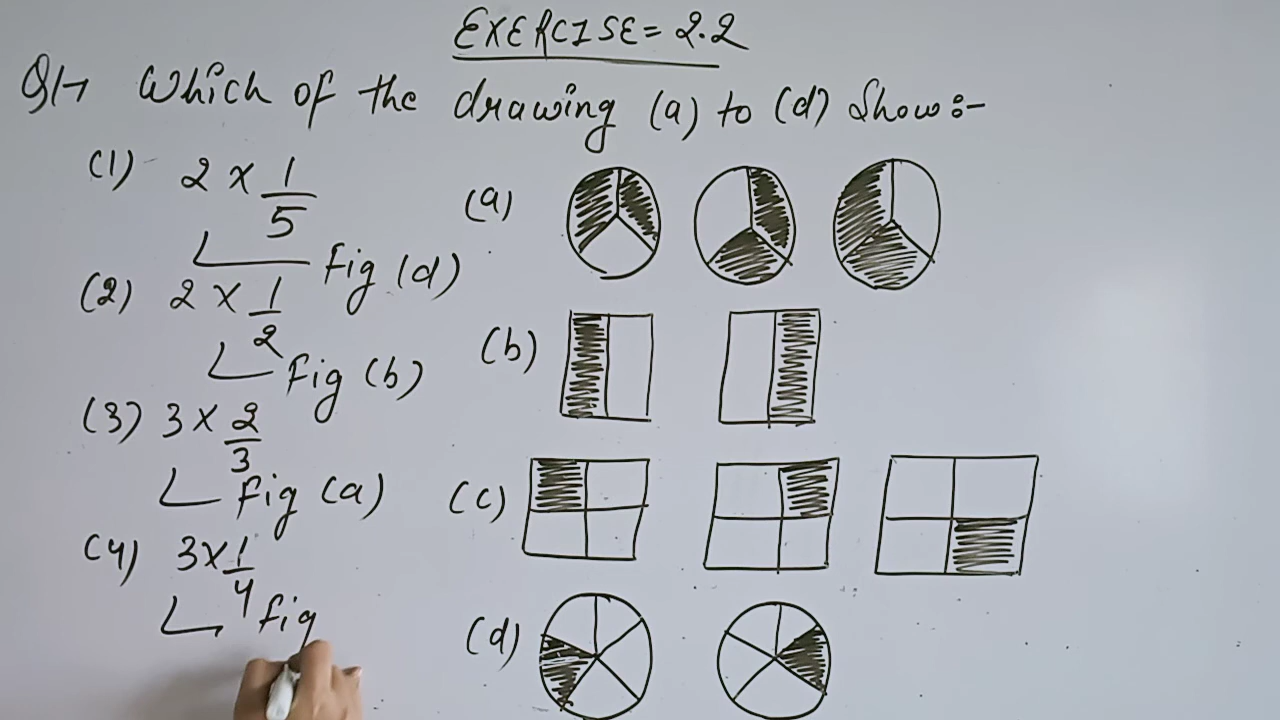 EXERCISE = 2.2
Q1→ Which of the drawing (a) to (d) Show:-
(1) 2 × 1/5
fig (d)
(2) 2 × 1/2
fig (b)
(3) 3 × 2/3
fig (a)
(4) 3 × 1/4
fig
(a)
(b)
(c)
(d)